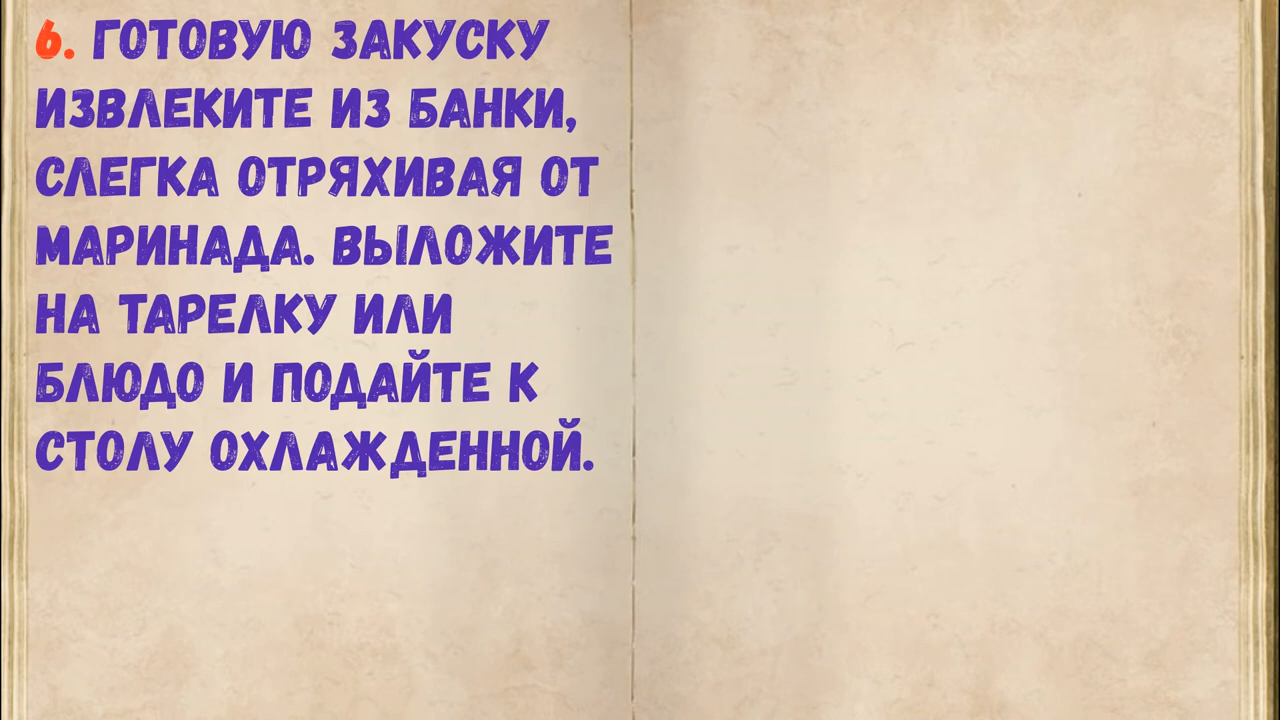 6. ГОТОВУЮ ЗАКУСКУ
ИЗВЛЕКИТЕ ИЗ БАНКИ,
СЛЕГКА ОТРЯХИВАЯ ОТ
МАРИНАДА. ВЫЛОЖИТЕ
НА ТАРЕЛКУ ИЛИ
БЛЮДО И ПОДАЙТЕ К
СТОЛУ ОХЛАЖДЕННОЙ.